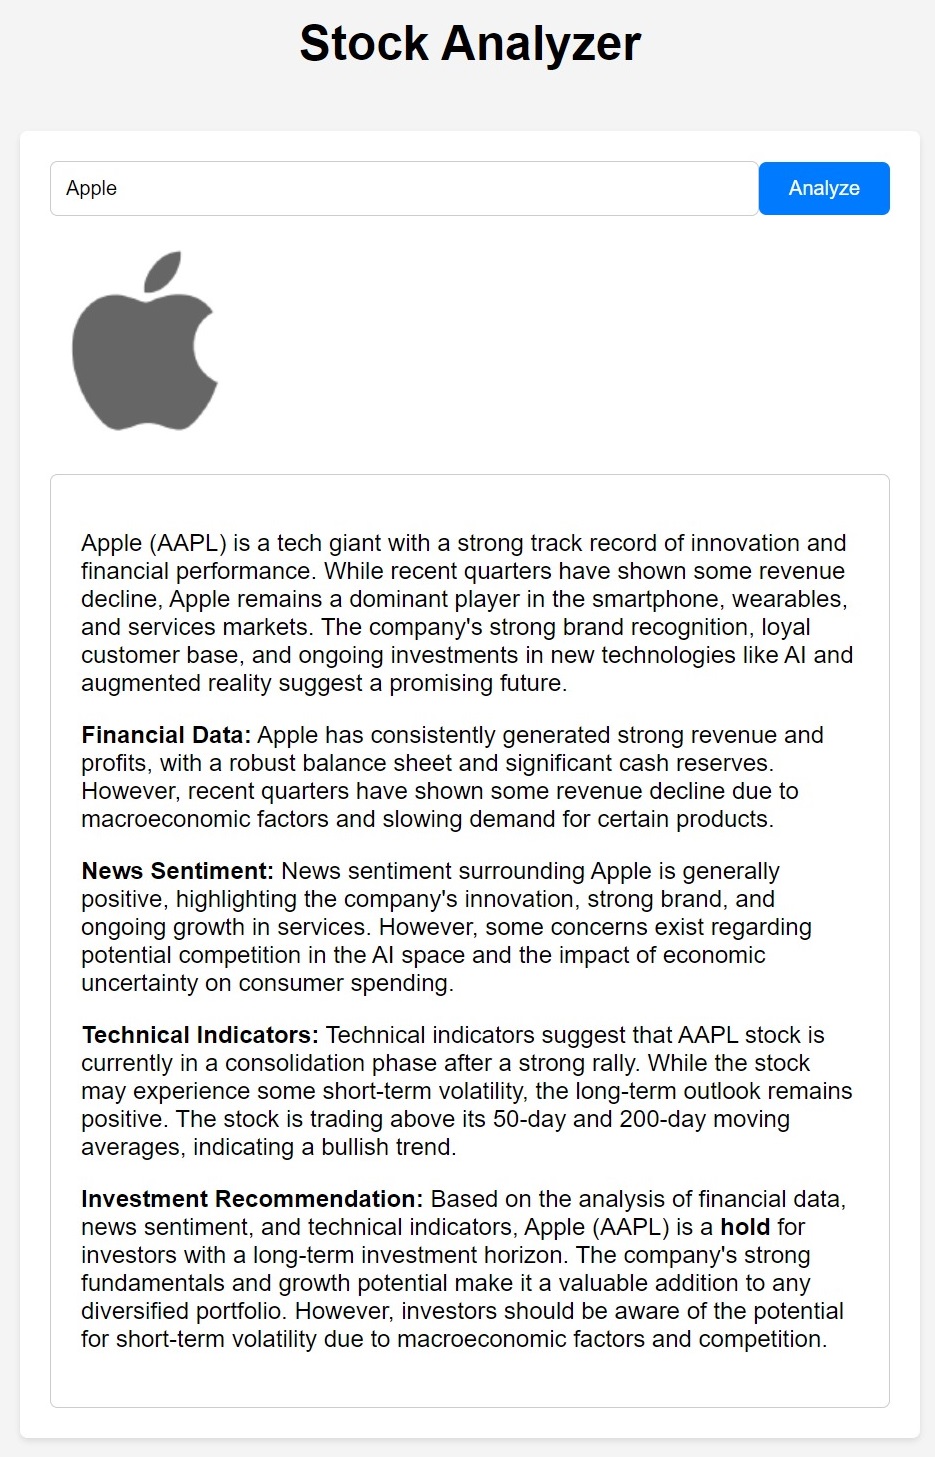 Stock Analyzer
Apple
Analyze
Apple (AAPL) is a tech giant with a strong track record of innovation and
financial performance. While recent quarters have shown some revenue
decline, Apple remains a dominant player in the smartphone, wearables,
and services markets. The company's strong brand recognition, loyal
customer base, and ongoing investments in new technologies like AI and
augmented reality suggest a promising future.
Financial Data: Apple has consistently generated strong revenue and
profits, with a robust balance sheet and significant cash reserves.
However, recent quarters have shown some revenue decline due to
macroeconomic factors and slowing demand for certain products.
News Sentiment: News sentiment surrounding Apple is generally
positive, highlighting the company's innovation, strong brand, and
ongoing growth in services. However, some concerns exist regarding
potential competition in the AI space and the impact of economic
uncertainty on consumer spending.
Technical Indicators: Technical indicators suggest that AAPL stock is
currently in a consolidation phase after a strong rally. While the stock
may experience some short-term volatility, the long-term outlook remains
positive. The stock is trading above its 50-day and 200-day moving
averages, indicating a bullish trend.
Investment Recommendation: Based on the analysis of financial data,
news sentiment, and technical indicators, Apple (AAPL) is a hold for
investors with a long-term investment horizon. The company's strong
fundamentals and growth potential make it a valuable addition to any
diversified portfolio. However, investors should be aware of the potential
for short-term volatility due to macroeconomic factors and competition.